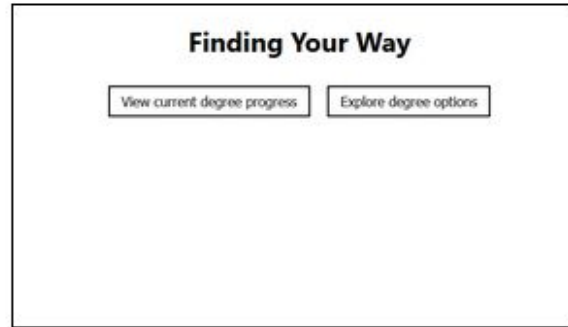 Finding Your Way
View current degree progress
Explore degree options